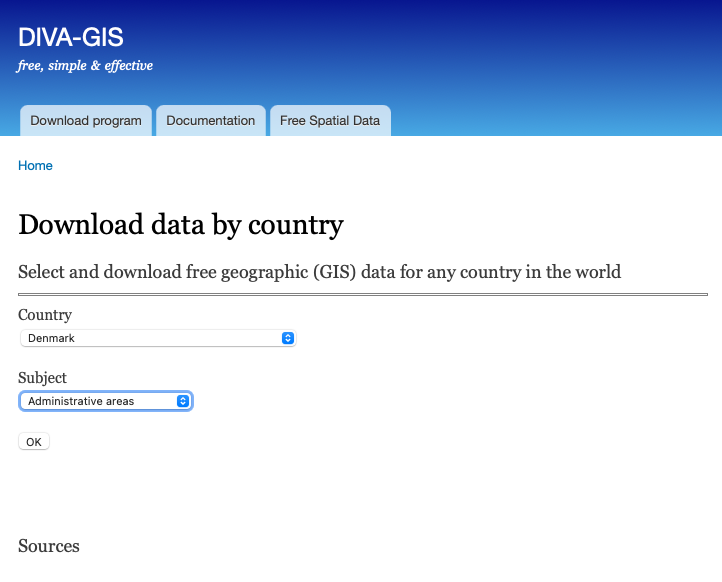 DIVA-GIS
free, simple & effective
Download program
Documentation
Free Spatial Data
Home
Download data by country
Select and download free geographic (GIS) data for any country in the world
Country
Denmark
Subject
Administrative areas
OK
Sources